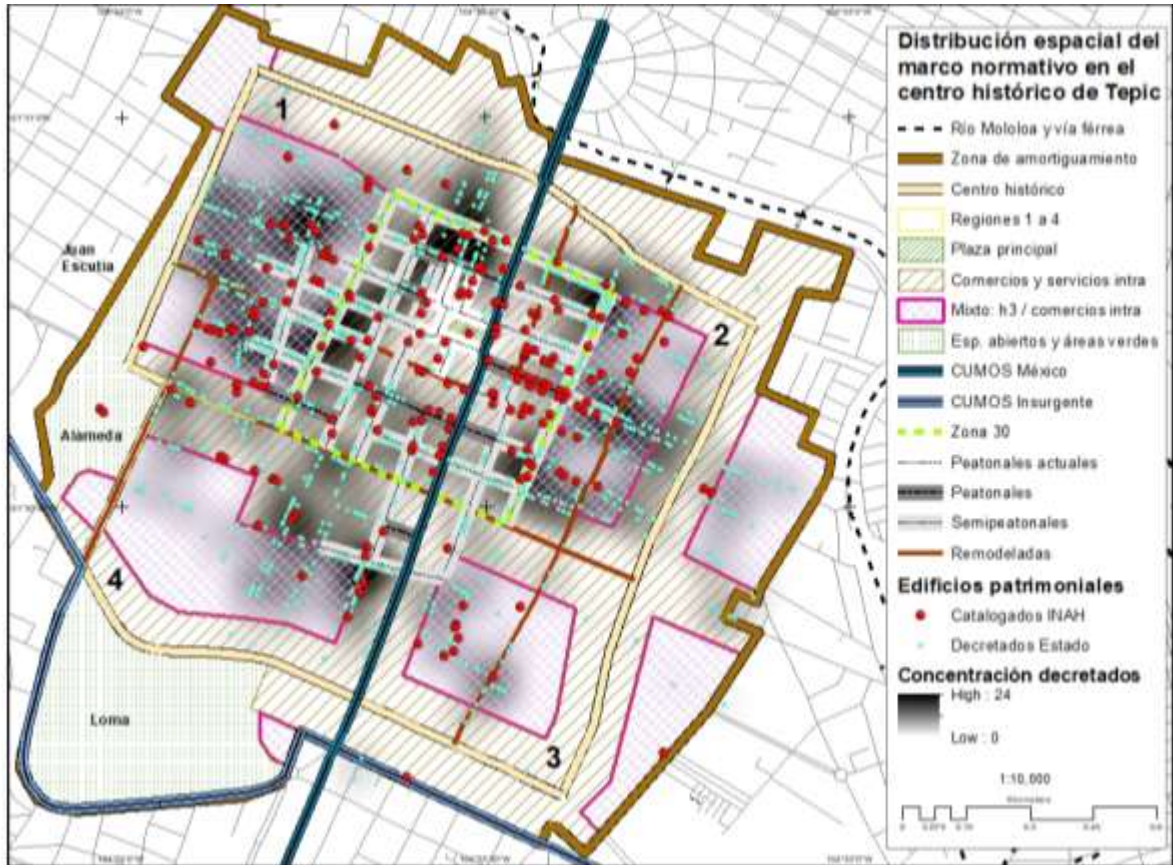 Distribución espacial del
marco normativo en el
centro histórico de Tepic
Río Mololoa y vía férrea
Zona de amortiguamiento
Centro histórico
Regiones 1 a 4
Plaza principal
Comercios y servicios intra
Mixto: h3 / comercios intra
Esp. abiertos y áreas verdes
CUMOS México
CUMOS Insurgente
Zona 30
Peatonales actuales
Peatonales
Semipeatonales
Remodeladas
Edificios patrimoniales
Catalogados INAH
Decretados Estado
Concentración decretados
High : 24
Low : 0
1:10,000
1
2
Juan
Escutia
Alameda
4
Loma
3